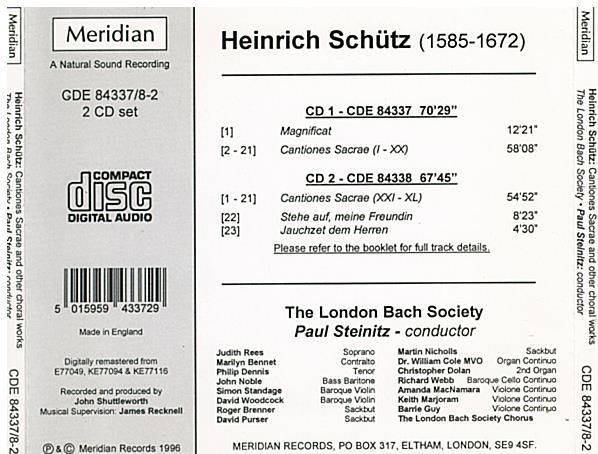 Meridian
A Natural Sound Recording
GDE 84337/8-2
2 CD set
COMPACT
disc
DIGITAL AUDIO
5 015959 433729
Made in England
Digitally remastered from
E77049, KE77094 & KE77116
Recorded and produced by
John Shuttleworth
Musical Supervision: James Recknell
℗ & © Meridian Records 1996
Heinrich Schütz (1585-1672)
CD 1 - CDE 84337 70'29"
[1] Magnificat 12'21"
[2 - 21] Cantiones Sacrae (I - XX) 58'08"
CD 2 - CDE 84338 67'45"
[1 - 21] Cantiones Sacrae (XXI - XL) 54'52"
[22] Stehe auf, meine Freundin 8'23"
[23] Jauchzet dem Herren 4'30"
Please refer to the booklet for full track details.
The London Bach Society
Paul Steinitz - conductor
Judith Rees Soprano
Marilyn Bennet Contralto
Philip Dennis Tenor
John Noble Bass Baritone
Simon Standage Baroque Violin
David Woodcock Baroque Violin
Roger Brenner Sackbut
David Purser Sackbut
Martin Nicholls Sackbut
Dr. William Cole MVO Organ Continuo
Christopher Dolan 2nd Organ
Richard Webb Baroque Cello Continuo
Amanda MacNamara Violone Continuo
Keith Marjoram Violone Continuo
Barrie Guy Violone Continuo
The London Bach Society Chorus
MERIDIAN RECORDS, PO BOX 317, ELTHAM, LONDON, SE9 4SF.
Meridian
Heinrich Schütz: Cantiones Sacrae and other choral works
The London Bach Society • Paul Steinitz: conductor
CDE 84337/8-2
Meridian
Heinrich Schütz: Cantiones Sacrae and other choral works
The London Bach Society • Paul Steinitz: conductor
CDE 84337/8-2